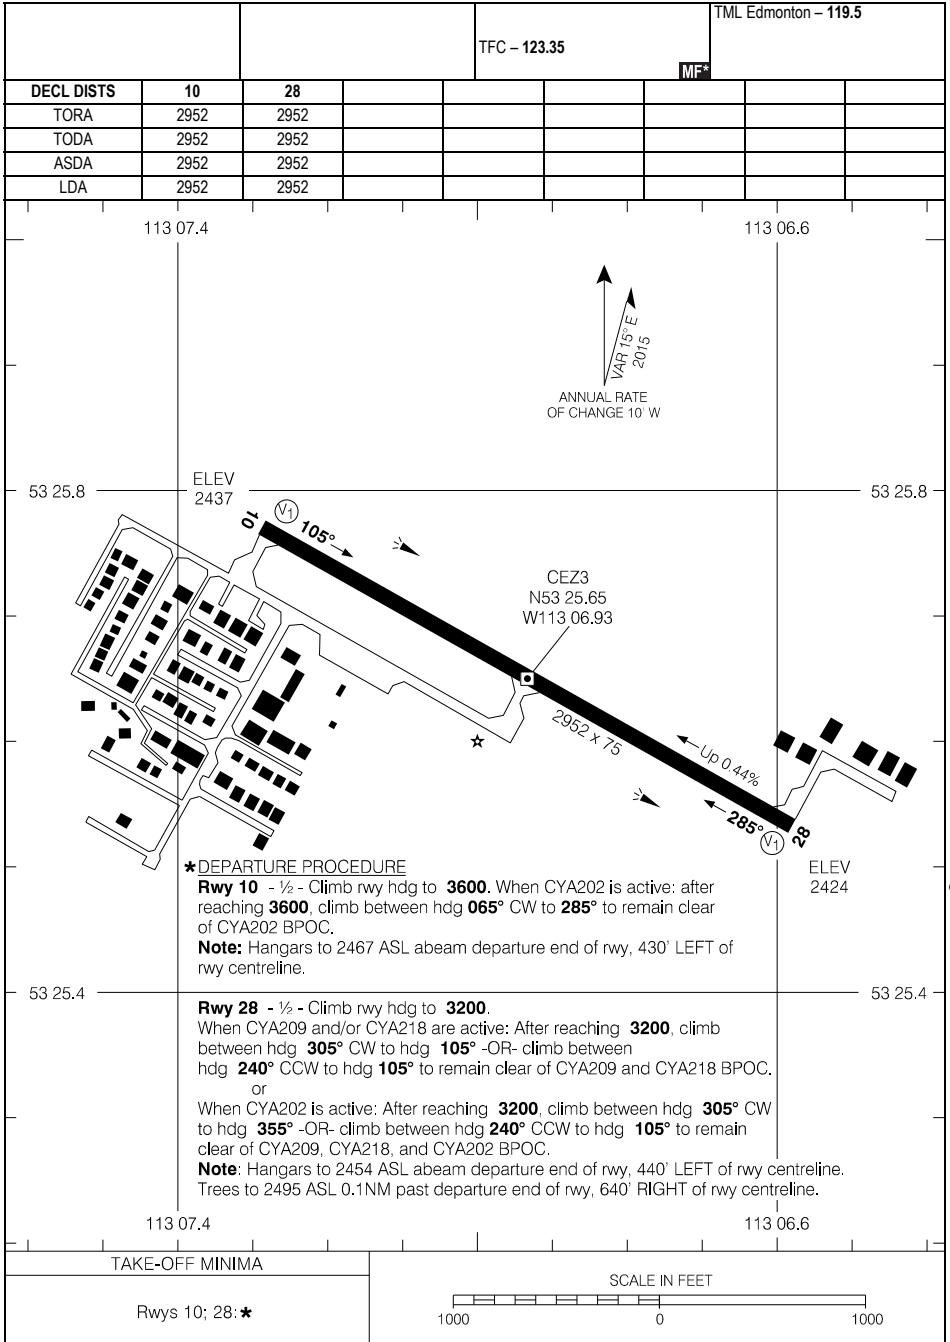 TML Edmonton – 119.5
TFC – 123.35
MF*
DECL DISTS 10 28
TORA 2952 2952
TODA 2952 2952
ASDA 2952 2952
LDA 2952 2952
113 07.4 113 06.6
VAR 15° E
2015
ANNUAL RATE
OF CHANGE 10' W
53 25.8 53 25.8
ELEV
2437
10
V1
105°
CEZ3
N53 25.65
W113 06.93
2952 x 75
Up 0.44%
285°
V1
28
ELEV
2424
*DEPARTURE PROCEDURE
Rwy 10 - ½ - Climb rwy hdg to 3600. When CYA202 is active: after
reaching 3600, climb between hdg 065° CW to 285° to remain clear
of CYA202 BPOC.
Note: Hangars to 2467 ASL abeam departure end of rwy, 430' LEFT of
rwy centreline.
53 25.4 53 25.4
Rwy 28 - ½ - Climb rwy hdg to 3200.
When CYA209 and/or CYA218 are active: After reaching 3200, climb
between hdg 305° CW to hdg 105° -OR- climb between
hdg 240° CCW to hdg 105° to remain clear of CYA209 and CYA218 BPOC.
or
When CYA202 is active: After reaching 3200, climb between hdg 305° CW
to hdg 355° -OR- climb between hdg 240° CCW to hdg 105° to remain
clear of CYA209, CYA218, and CYA202 BPOC.
Note: Hangars to 2454 ASL abeam departure end of rwy, 440' LEFT of rwy centreline.
Trees to 2495 ASL 0.1NM past departure end of rwy, 640' RIGHT of rwy centreline.
113 07.4 113 06.6
TAKE-OFF MINIMA
Rwys 10; 28:*
SCALE IN FEET
1000 0 1000